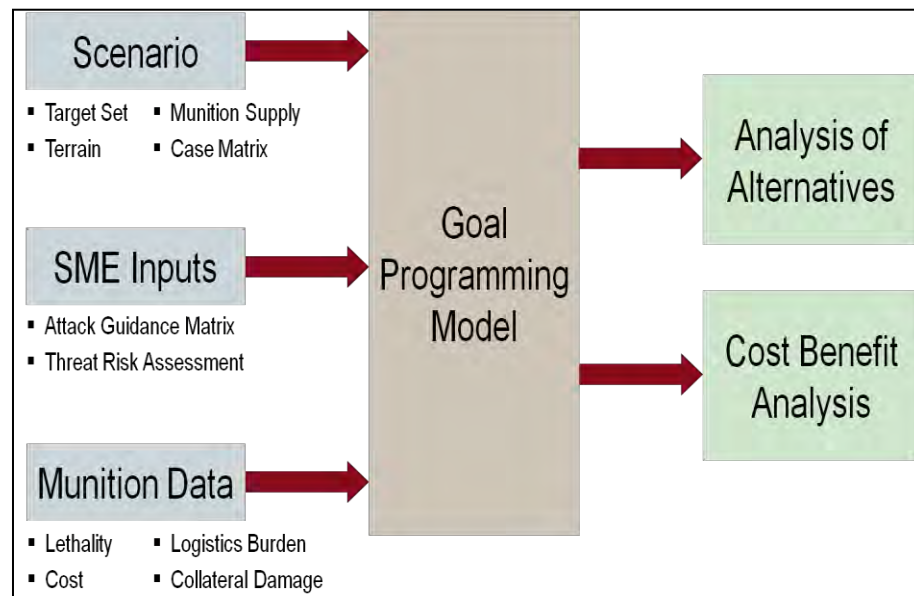 Scenario
▪ Target Set ▪ Munition Supply
▪ Terrain ▪ Case Matrix
SME Inputs
▪ Attack Guidance Matrix
▪ Threat Risk Assessment
Munition Data
▪ Lethality ▪ Logistics Burden
▪ Cost ▪ Collateral Damage
Goal
Programming
Model
Analysis of
Alternatives
Cost Benefit
Analysis